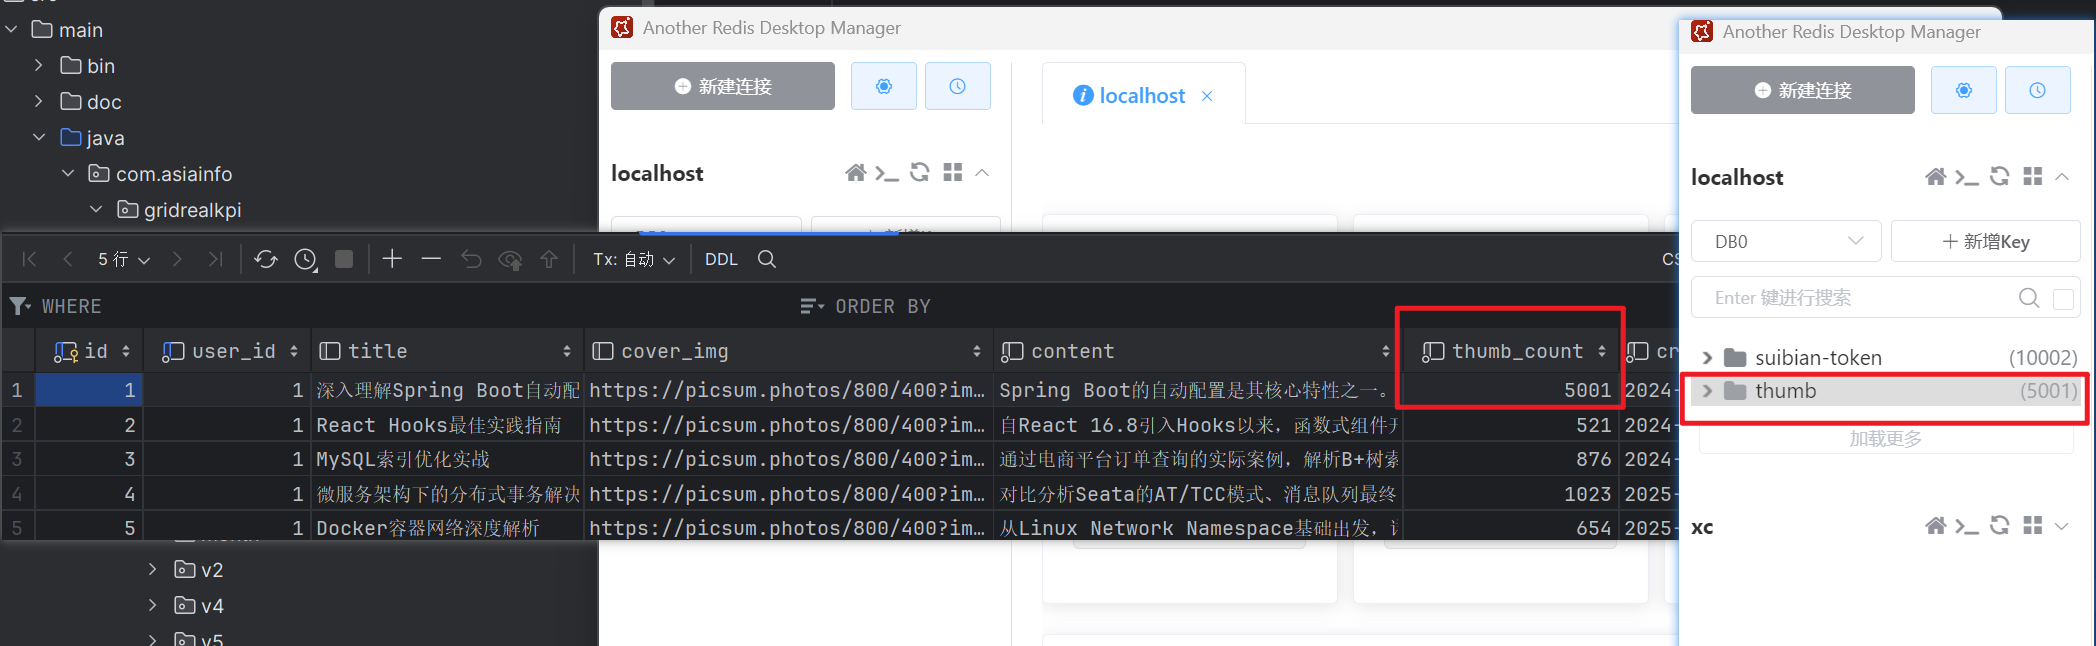 main
bin
doc
java
com.asiainfo
gridrealkpi
v2
v4
v5
Another Redis Desktop Manager
新建连接
localhost
localhost
5 行
Tx: 自动
DDL
CS
WHERE
ORDER BY
id user_id title cover_img content thumb_count cr
1 1 1 深入理解Spring Boot自动配 https://picsum.photos/800/400?im… Spring Boot的自动配置是其核心特性之一。 5001 2024-
2 2 1 React Hooks最佳实践指南 https://picsum.photos/800/400?im… 自React 16.8引入Hooks以来，函数式组件开 521 2024-
3 3 1 MySQL索引优化实战 https://picsum.photos/800/400?im… 通过电商平台订单查询的实际案例，解析B+树索 876 2024-
4 4 1 微服务架构下的分布式事务解决 https://picsum.photos/800/400?im… 对比分析Seata的AT/TCC模式、消息队列最终 1023 2025-
5 5 1 Docker容器网络深度解析 https://picsum.photos/800/400?im… 从Linux Network Namespace基础出发， 654 2025-
Another Redis Desktop Manager
新建连接
localhost
DB0
新增Key
Enter 键进行搜索
suibian-token (10002)
thumb (5001)
加载更多
xc